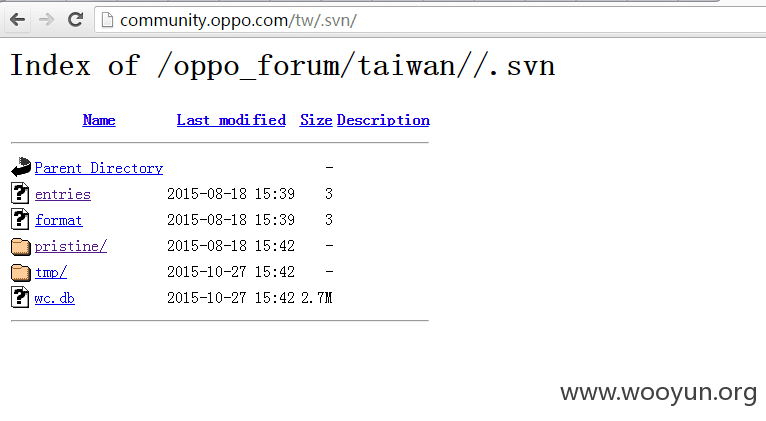 community.oppo.com/tw/.svn/
Index of /oppo_forum/taiwan//.svn
Name Last modified Size Description
Parent Directory -
entries 2015-08-18 15:39 3
format 2015-08-18 15:39 3
pristine/ 2015-08-18 15:42 -
tmp/ 2015-10-27 15:42 -
wc.db 2015-10-27 15:42 2.7M
www.wooyun.org